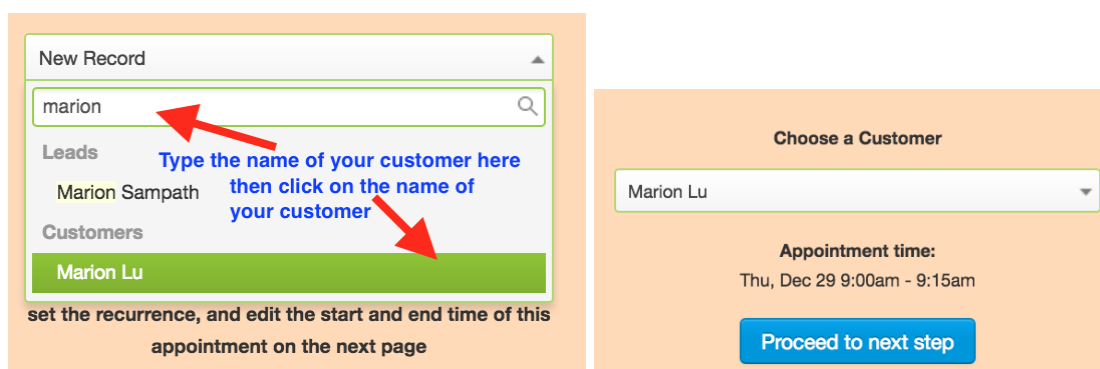 New Record
marion
Leads
Type the name of your customer here
Marion Sampath
then click on the name of
your customer
Customers
Marion Lu
set the recurrence, and edit the start and end time of this
appointment on the next page
Choose a Customer
Marion Lu
Appointment time:
Thu, Dec 29 9:00am - 9:15am
Proceed to next step